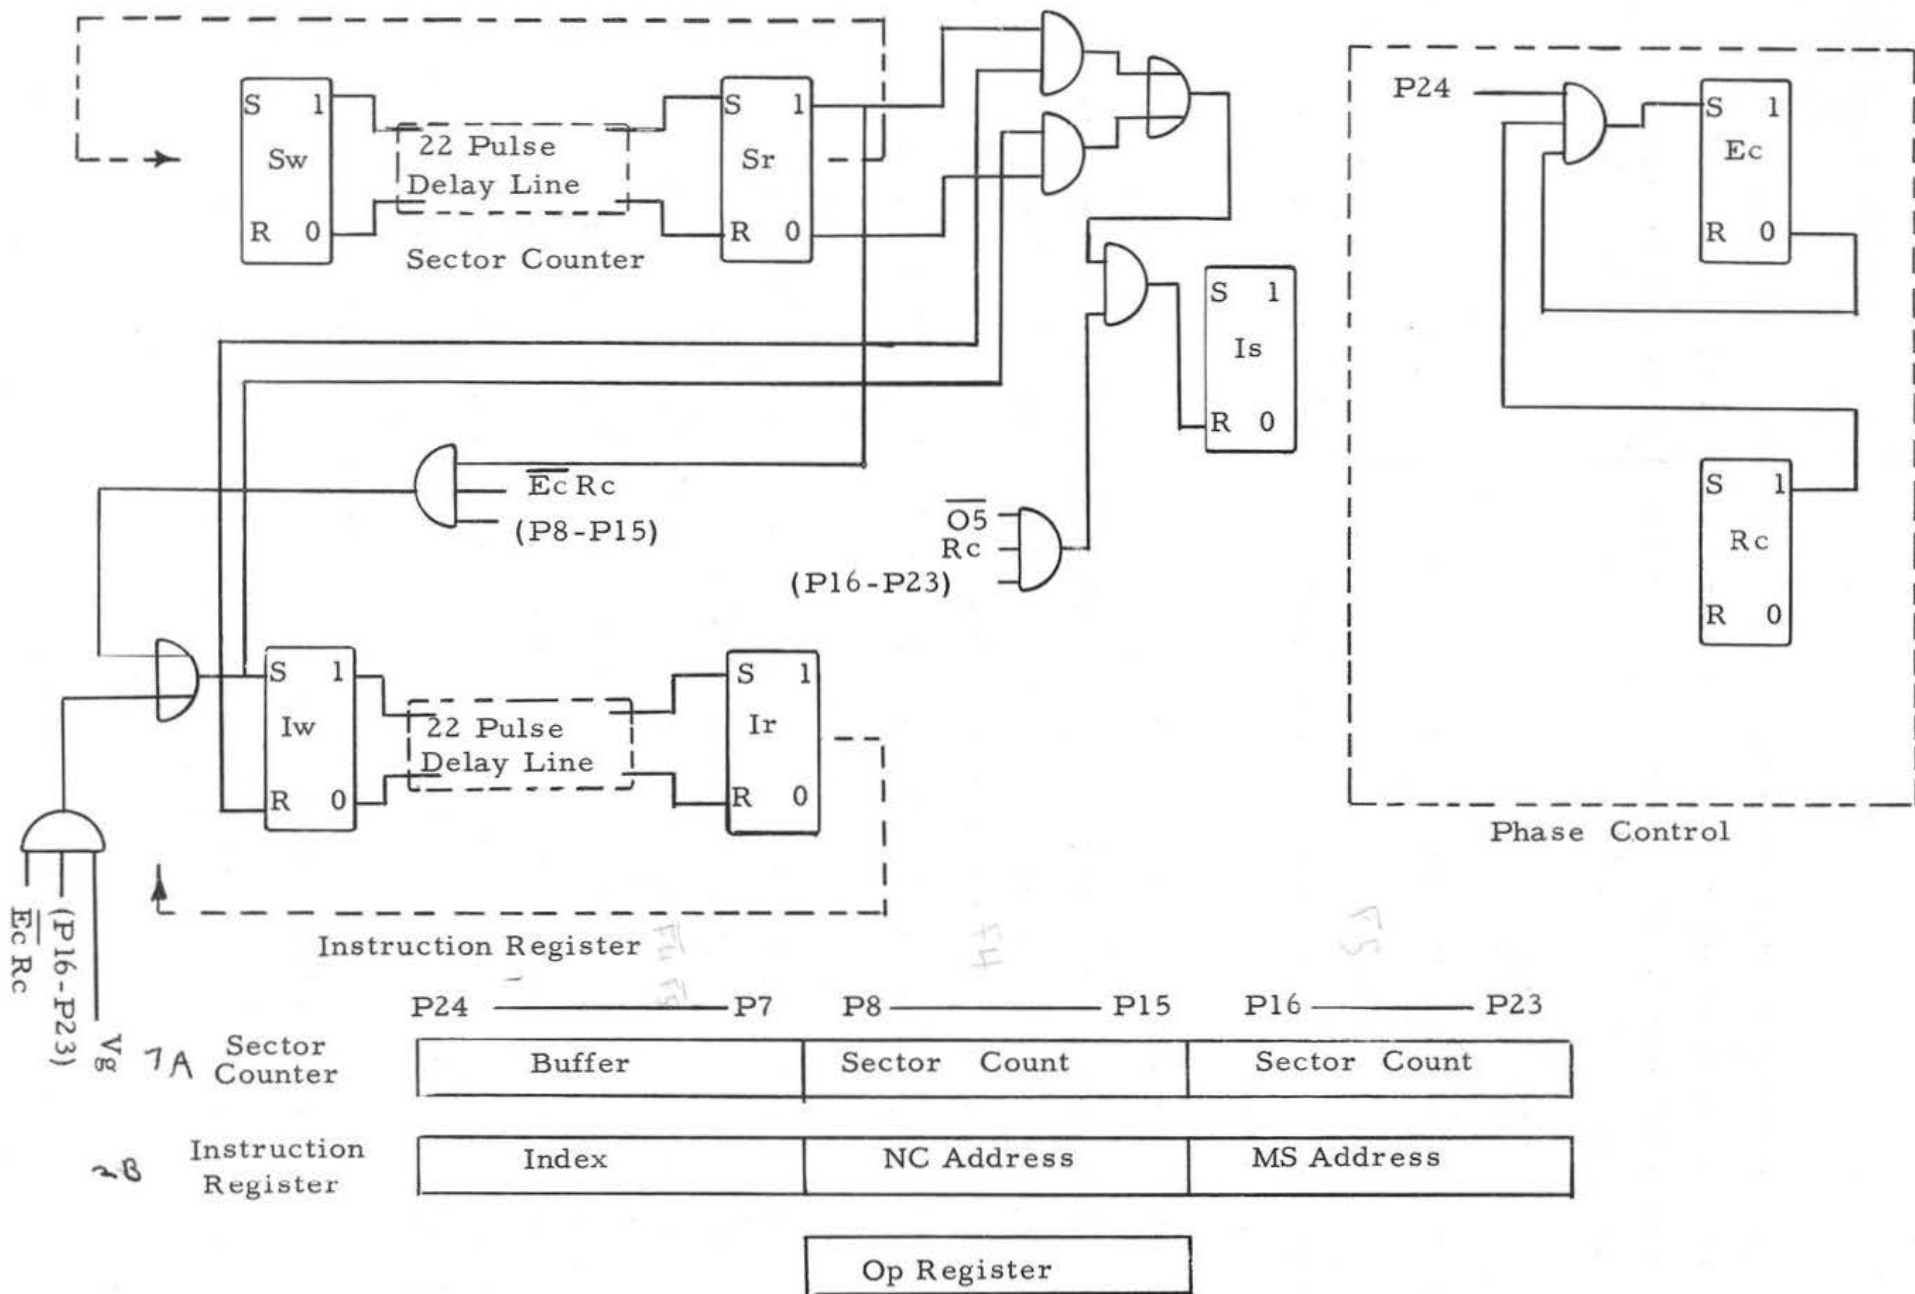 S 1
Sw
R 0
22 Pulse
Delay Line
Sector Counter
S 1
Sr
R 0
P24
S 1
Ec
R 0
S 1
Is
R 0
S 1
Rc
R 0
Phase Control
E̅c̅ Rc
(P8-P15)
O̅5̅
Rc
(P16-P23)
S 1
Iw
R 0
22 Pulse
Delay Line
S 1
Ir
R 0
Instruction Register
E̅c̅ Rc
(P16-P23)
Vg
F4
P24 P7 P8 P15 P16 P23
7A
Sector
Counter
Buffer
Sector Count
Sector Count
7B
Instruction
Register
Index
NC Address
MS Address
Op Register